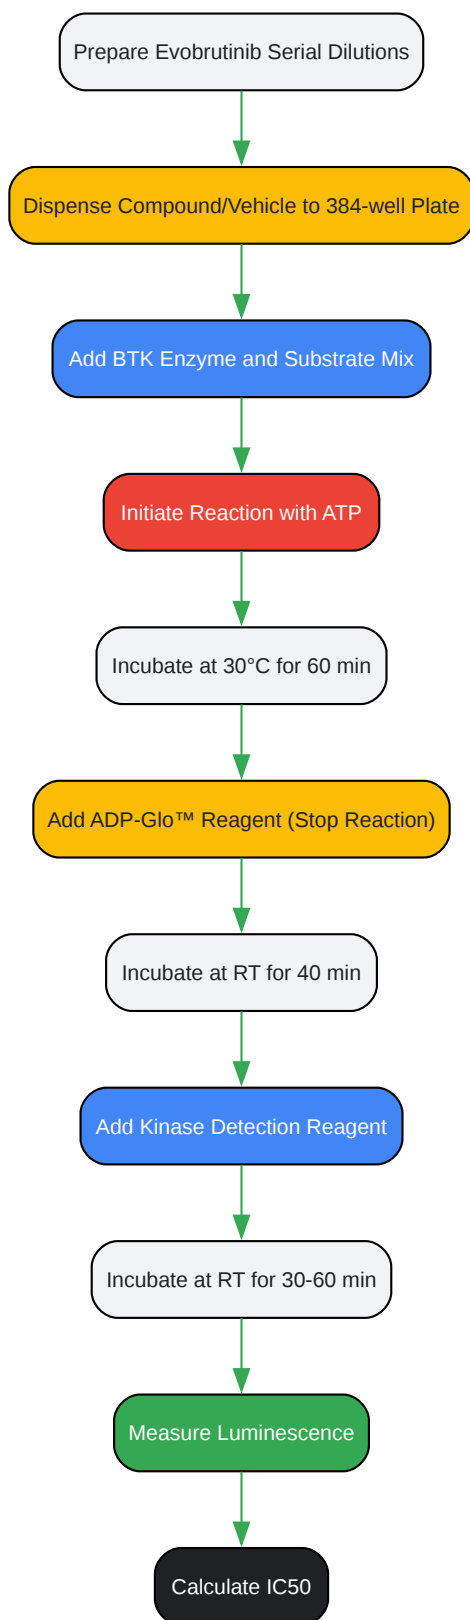 Prepare Evobrutinib Serial Dilutions
Dispense Compound/Vehicle to 384-well Plate
Add BTK Enzyme and Substrate Mix
Initiate Reaction with ATP
Incubate at 30°C for 60 min
Add ADP-Glo™ Reagent (Stop Reaction)
Incubate at RT for 40 min
Add Kinase Detection Reagent
Incubate at RT for 30-60 min
Measure Luminescence
Calculate IC50